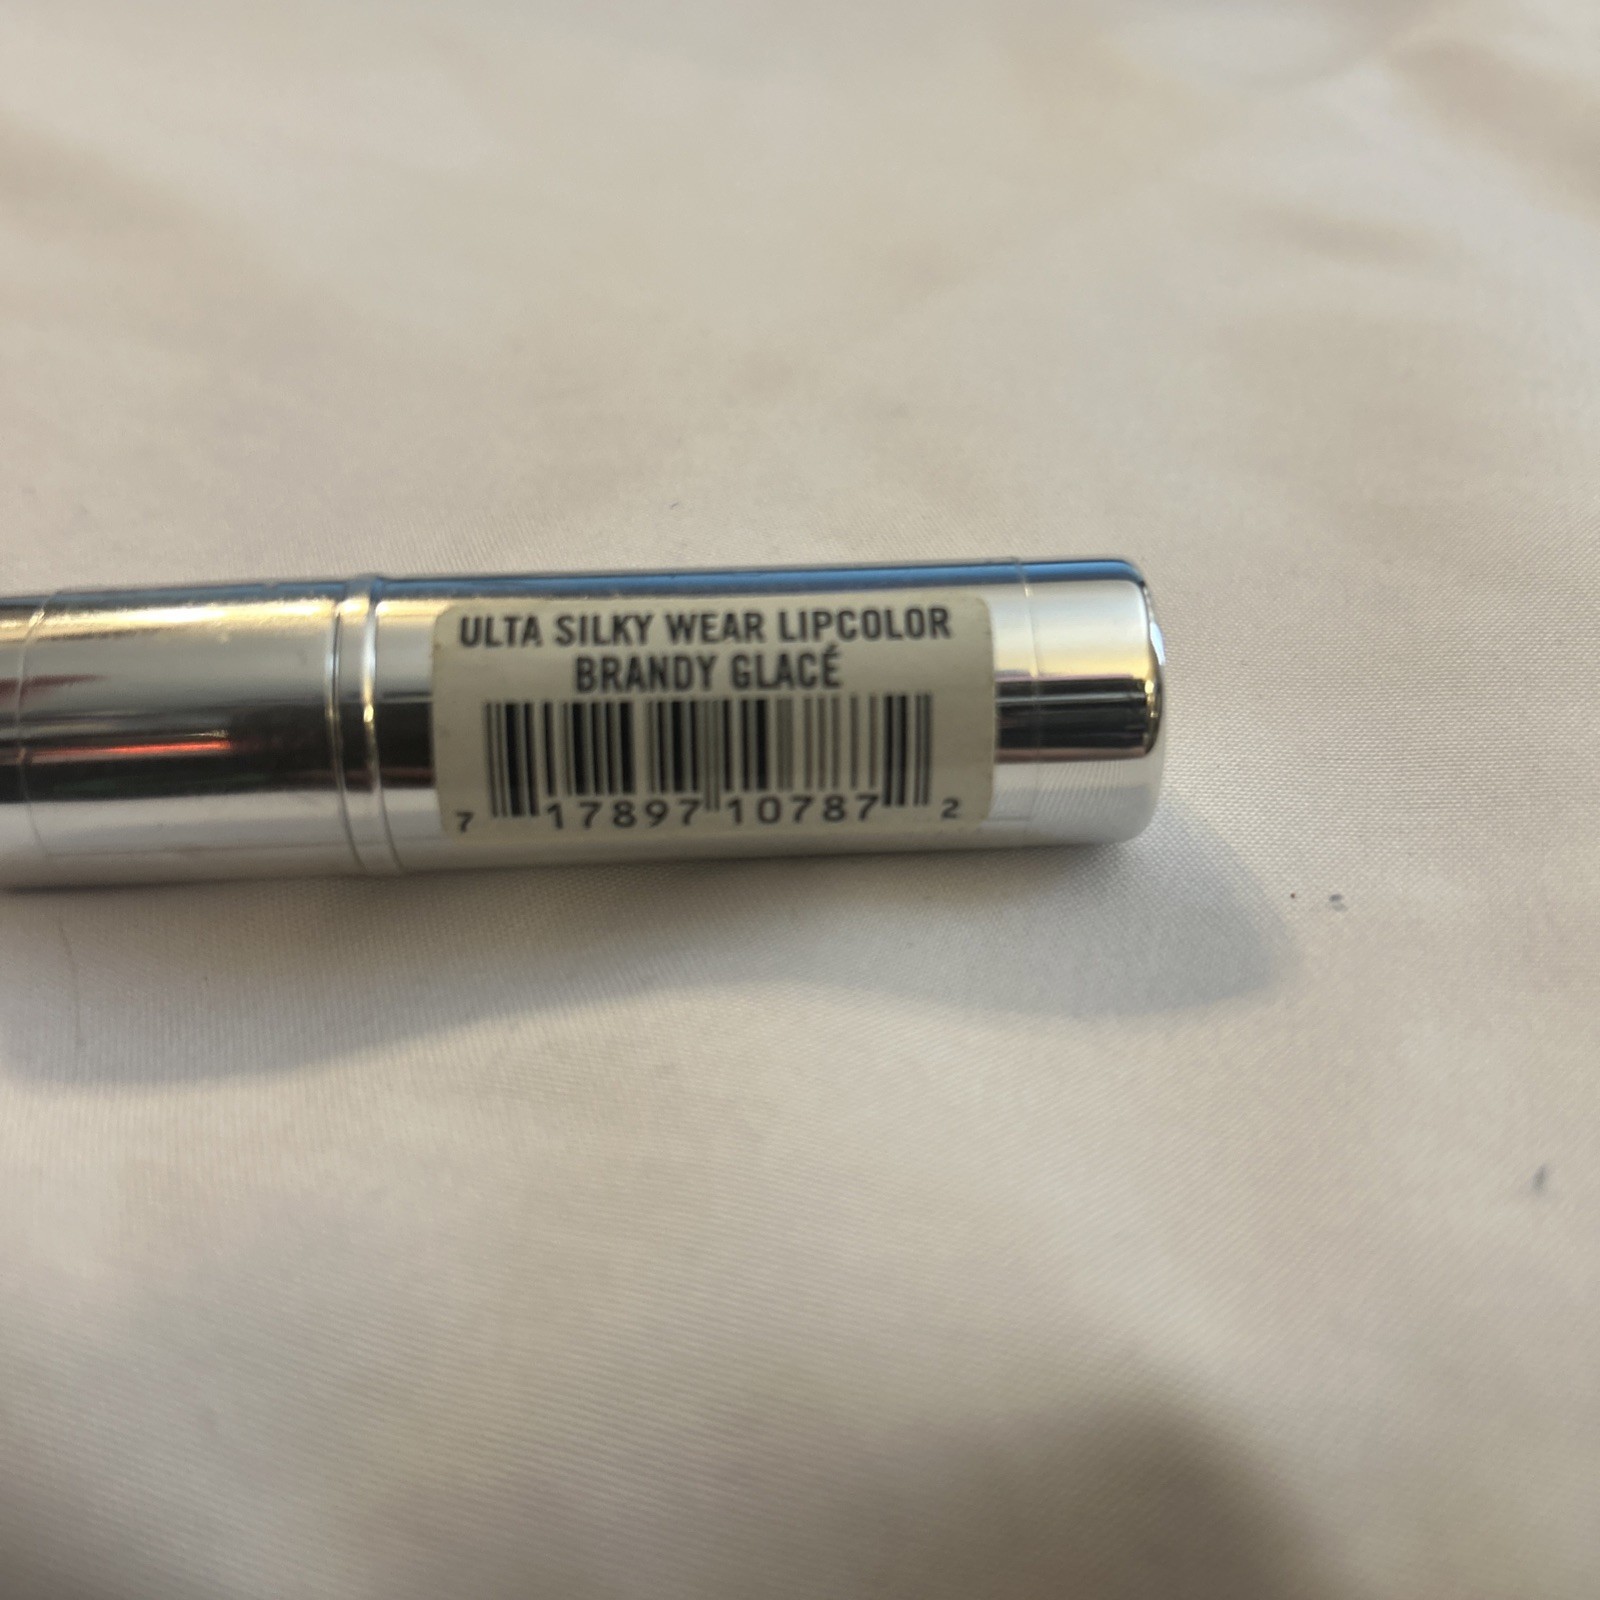 ULTA SILKY WEAR LIPCOLOR
BRANDY GLACÉ
7 17897 10787 2